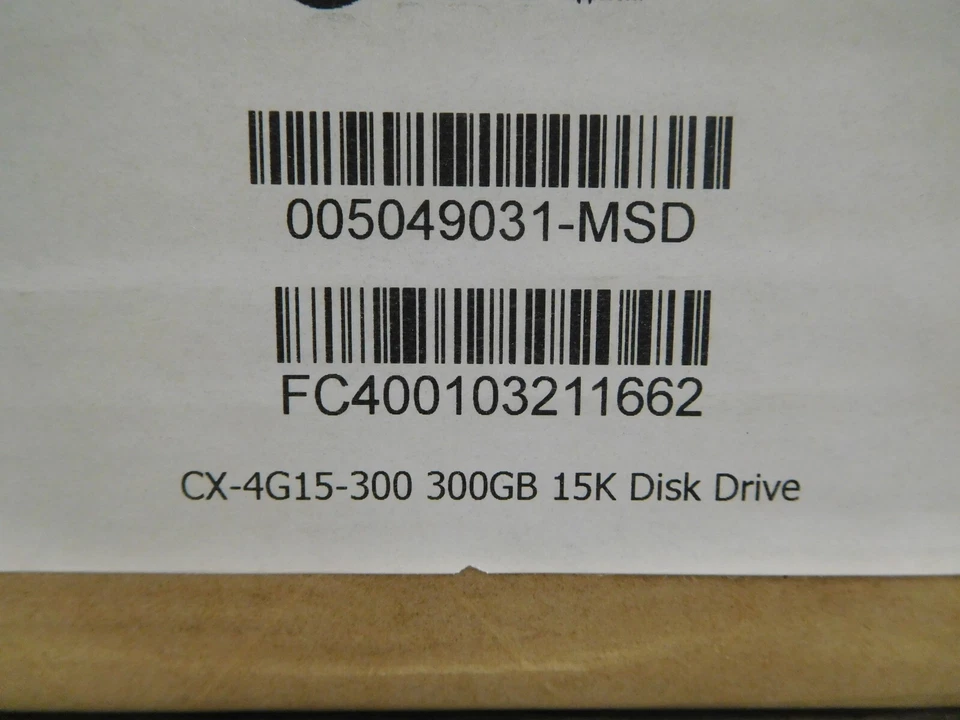 005049031-MSD
FC400103211662
CX-4G15-300 300GB 15K Disk Drive